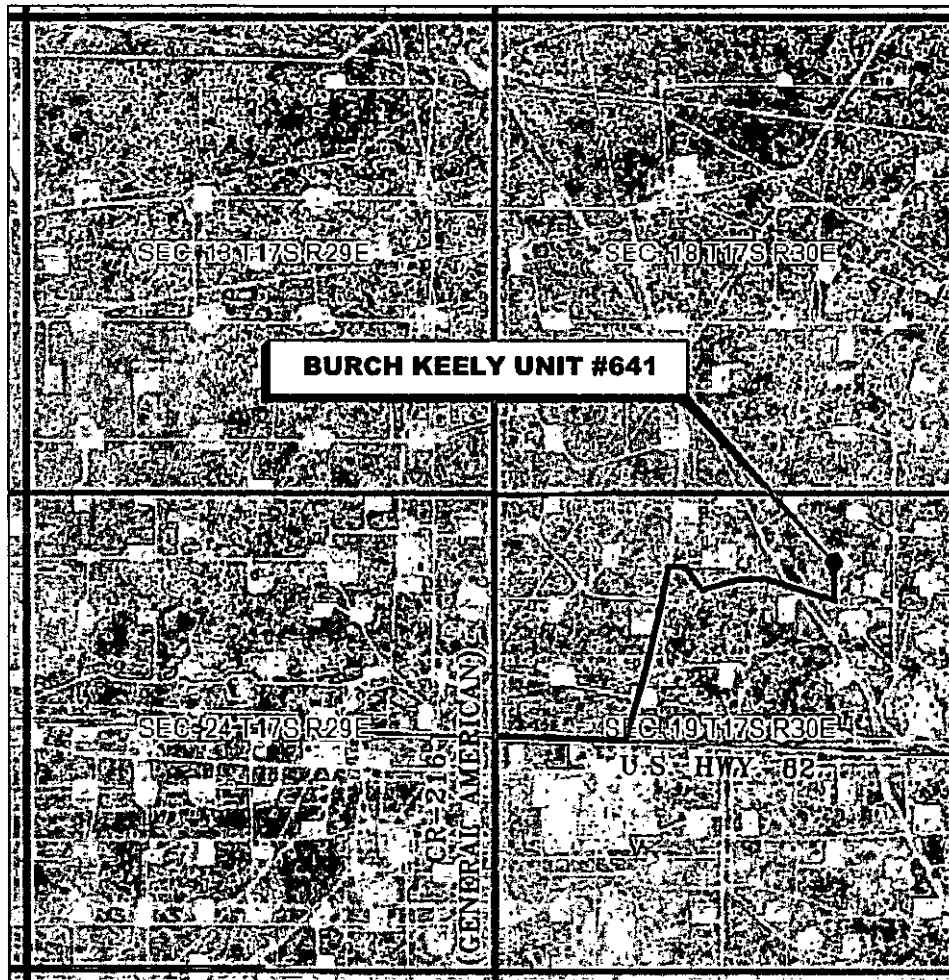 SEC. 13 T17S R29E
SEC. 18 T17S R30E
BURCH KEELY UNIT #641
SEC. 24 T17S R29E
SEC. 19 T17S R30E
U.S. HWY 82
CR-216
(GENERAL AMERICAN)